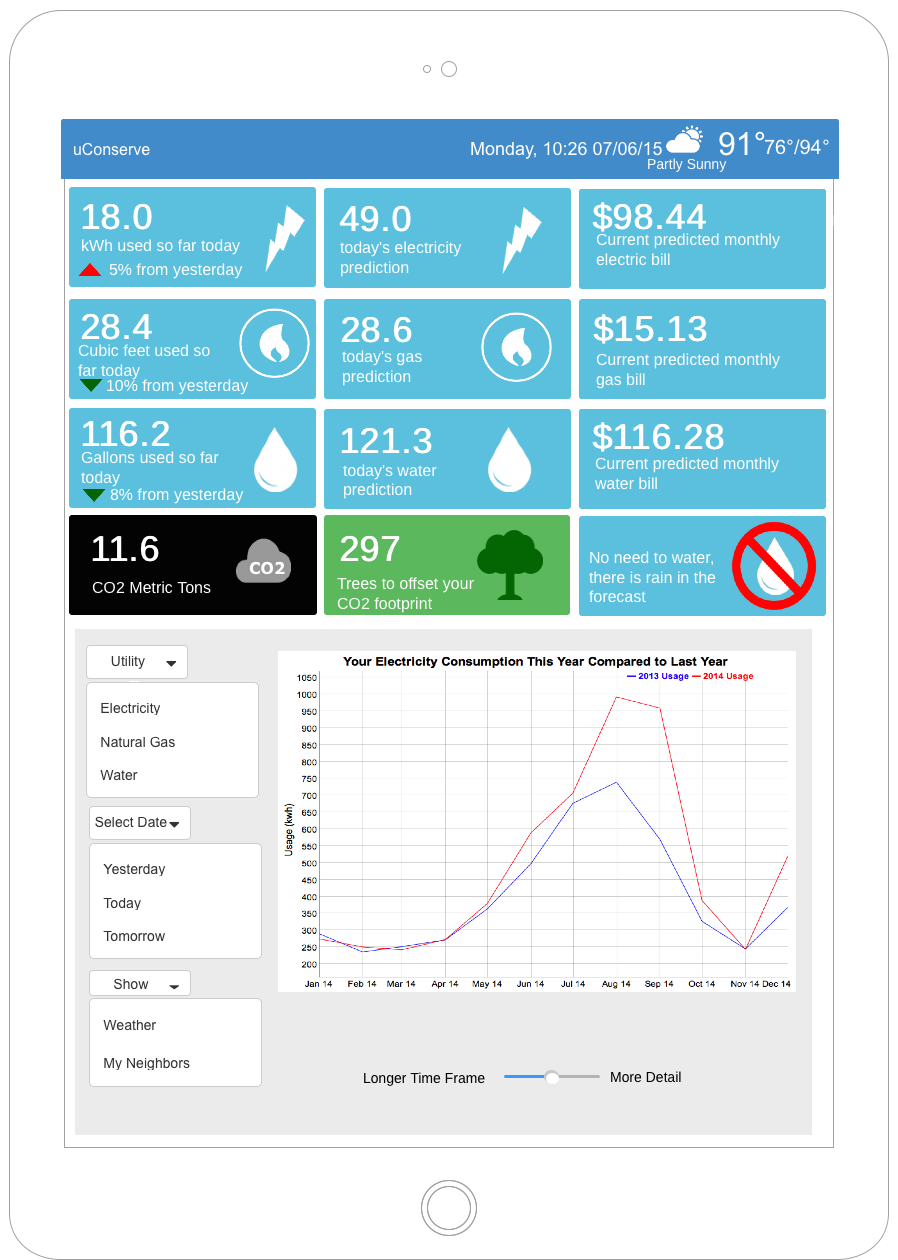 uConserve
Monday, 10:26 07/06/15
91°
76°/94°
Partly Sunny
18.0
kWh used so far today
5% from yesterday
49.0
today's electricity
prediction
$98.44
Current predicted monthly
electric bill
28.4
Cubic feet used so
far today
10% from yesterday
28.6
today's gas
prediction
$15.13
Current predicted monthly
gas bill
116.2
Gallons used so far
today
8% from yesterday
121.3
today's water
prediction
$116.28
Current predicted monthly
water bill
11.6
CO2 Metric Tons
CO2
297
Trees to offset your
CO2 footprint
No need to water,
there is rain in the
forecast
Utility
Electricity
Natural Gas
Water
Select Date
Yesterday
Today
Tomorrow
Show
Weather
My Neighbors
Your Electricity Consumption This Year Compared to Last Year
2013 Usage 2014 Usage
Usage (kwh)
1050
1000
950
900
850
800
750
700
650
600
550
500
450
400
350
300
250
200
Jan 14 Feb 14 Mar 14 Apr 14 May 14 Jun 14 Jul 14 Aug 14 Sep 14 Oct 14 Nov 14 Dec 14
Longer Time Frame
More Detail